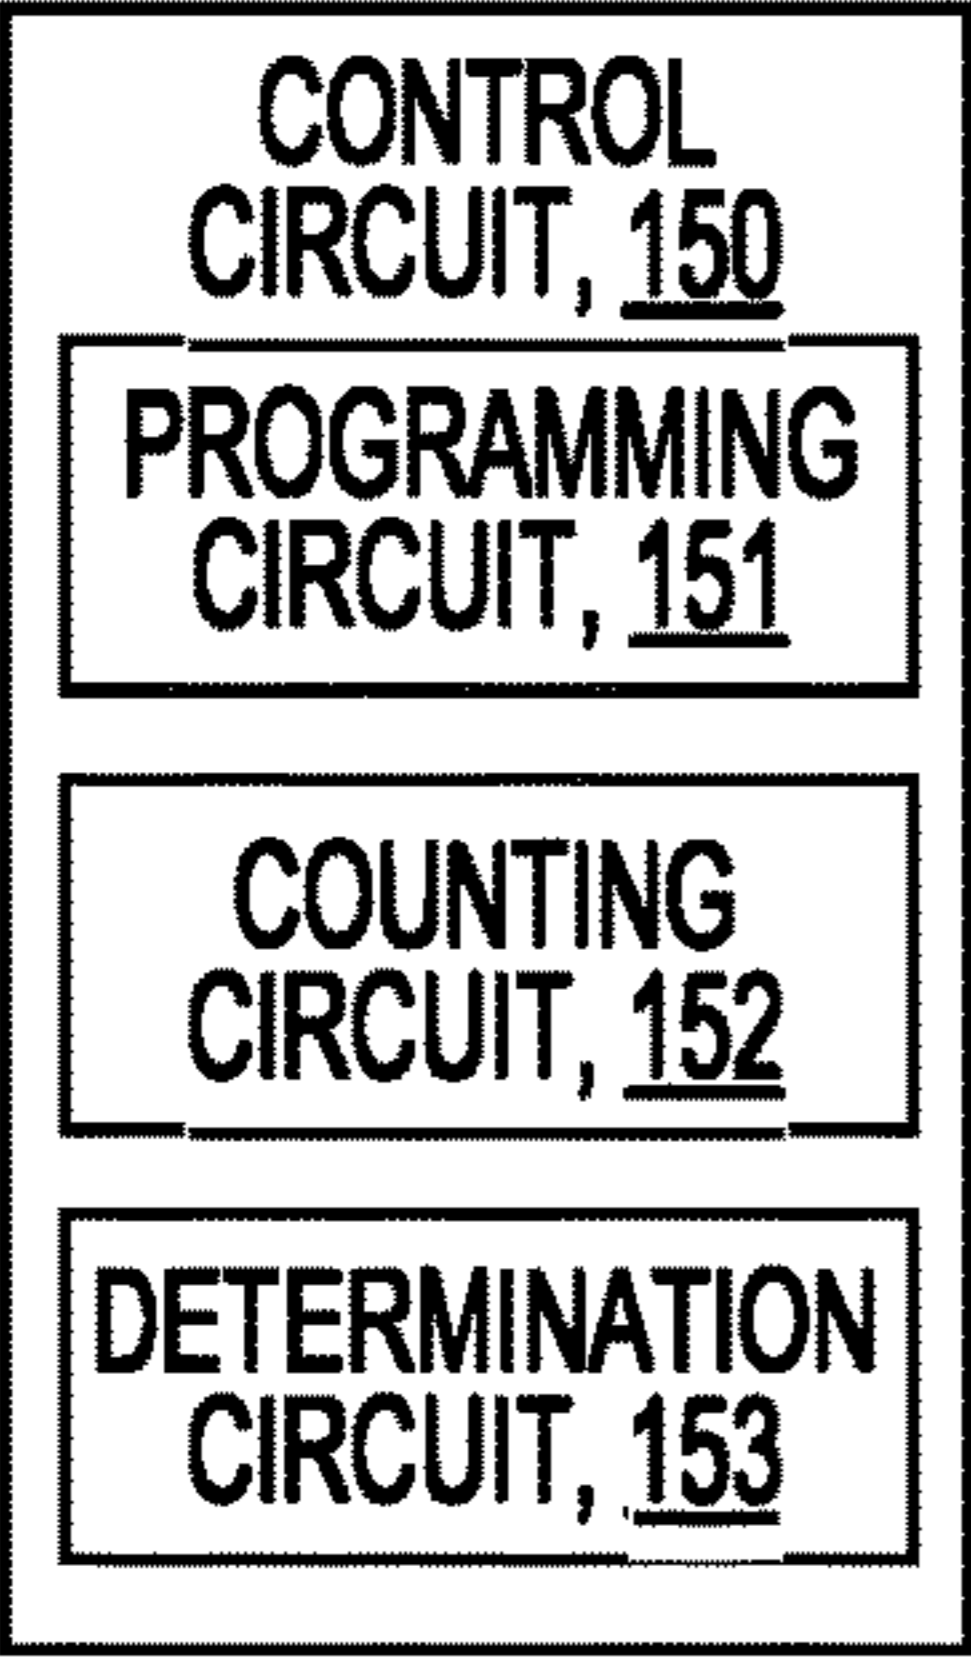 CONTROL
CIRCUIT, 150
PROGRAMMING
CIRCUIT, 151
COUNTING
CIRCUIT, 152
DETERMINATION
CIRCUIT, 153